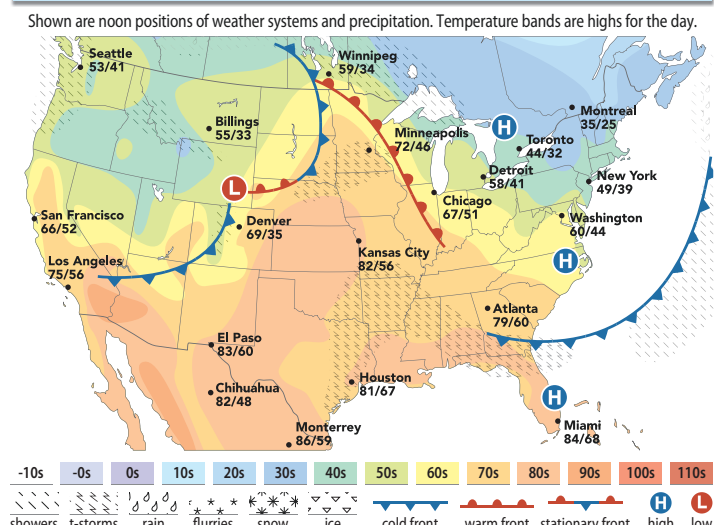 Shown are noon positions of weather systems and precipitation. Temperature bands are highs for the day.
Seattle
53/41
Winnipeg
59/34
Billings
55/33
Minneapolis
72/46
H
Montreal
35/25
Toronto
44/32
L
Detroit
58/41
New York
49/39
San Francisco
66/52
Denver
69/35
Chicago
67/51
Washington
60/44
Los Angeles
75/56
Kansas City
82/56
H
Atlanta
79/60
El Paso
83/60
Chihuahua
82/48
Houston
81/67
H
Monterrey
86/59
Miami
84/68
-10s -0s 0s 10s 20s 30s 40s 50s 60s 70s 80s 90s 100s 110s
H L
showers t-storms rain flurries snow ice cold front warm front stationary front high low